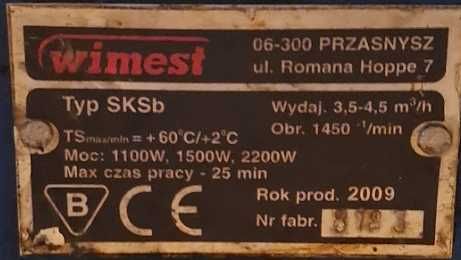 wimest
06-300 PRZASNYSZ
ul. Romana Hoppe 7
Typ SKSb
Wydaj. 3,5-4,5 m³/h
TSmax/min = +60°C/+2°C
Obr. 1450 ⁻¹/min
Moc: 1100W, 1500W, 2200W
Max czas pracy - 25 min
B CE
Rok prod. 2009
Nr fabr.